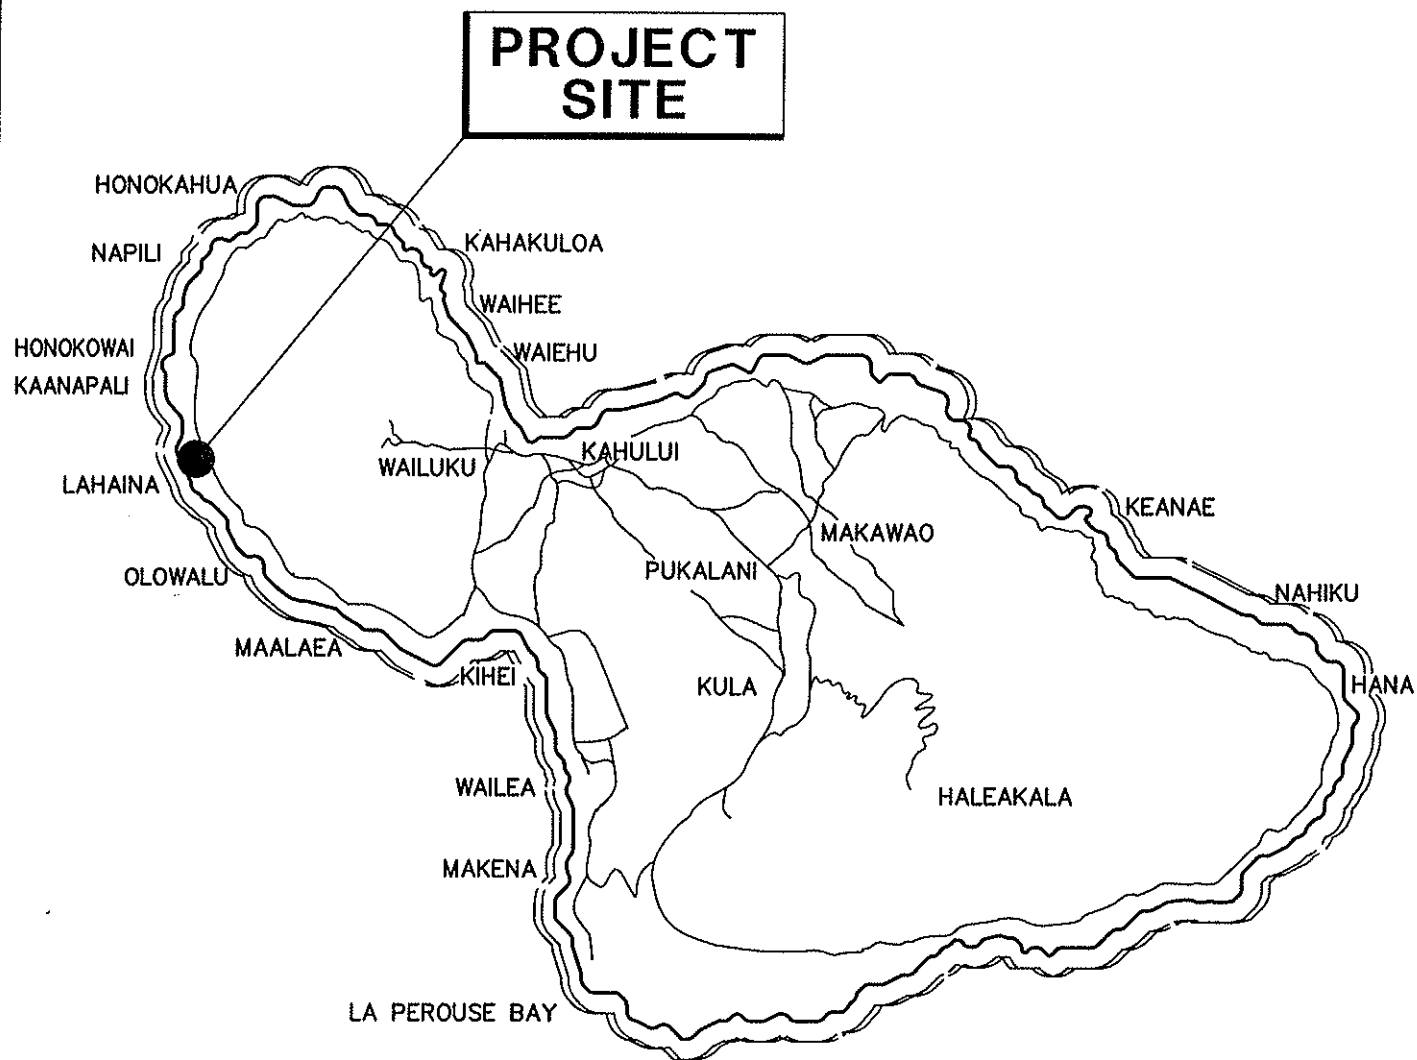 PROJECT
SITE
HONOKAHUA
NAPILI
KAHAKULOA
WAIHEE
WAIEHU
HONOKOWAI
KAANAPALI
LAHAINA
WAILUKU
KAHULUI
KEANAE
MAKAWAO
OLOWALU
PUKALANI
NAHIKU
MAALAEA
KIHEI
KULA
HANA
WAILEA
HALEAKALA
MAKENA
LA PEROUSE BAY